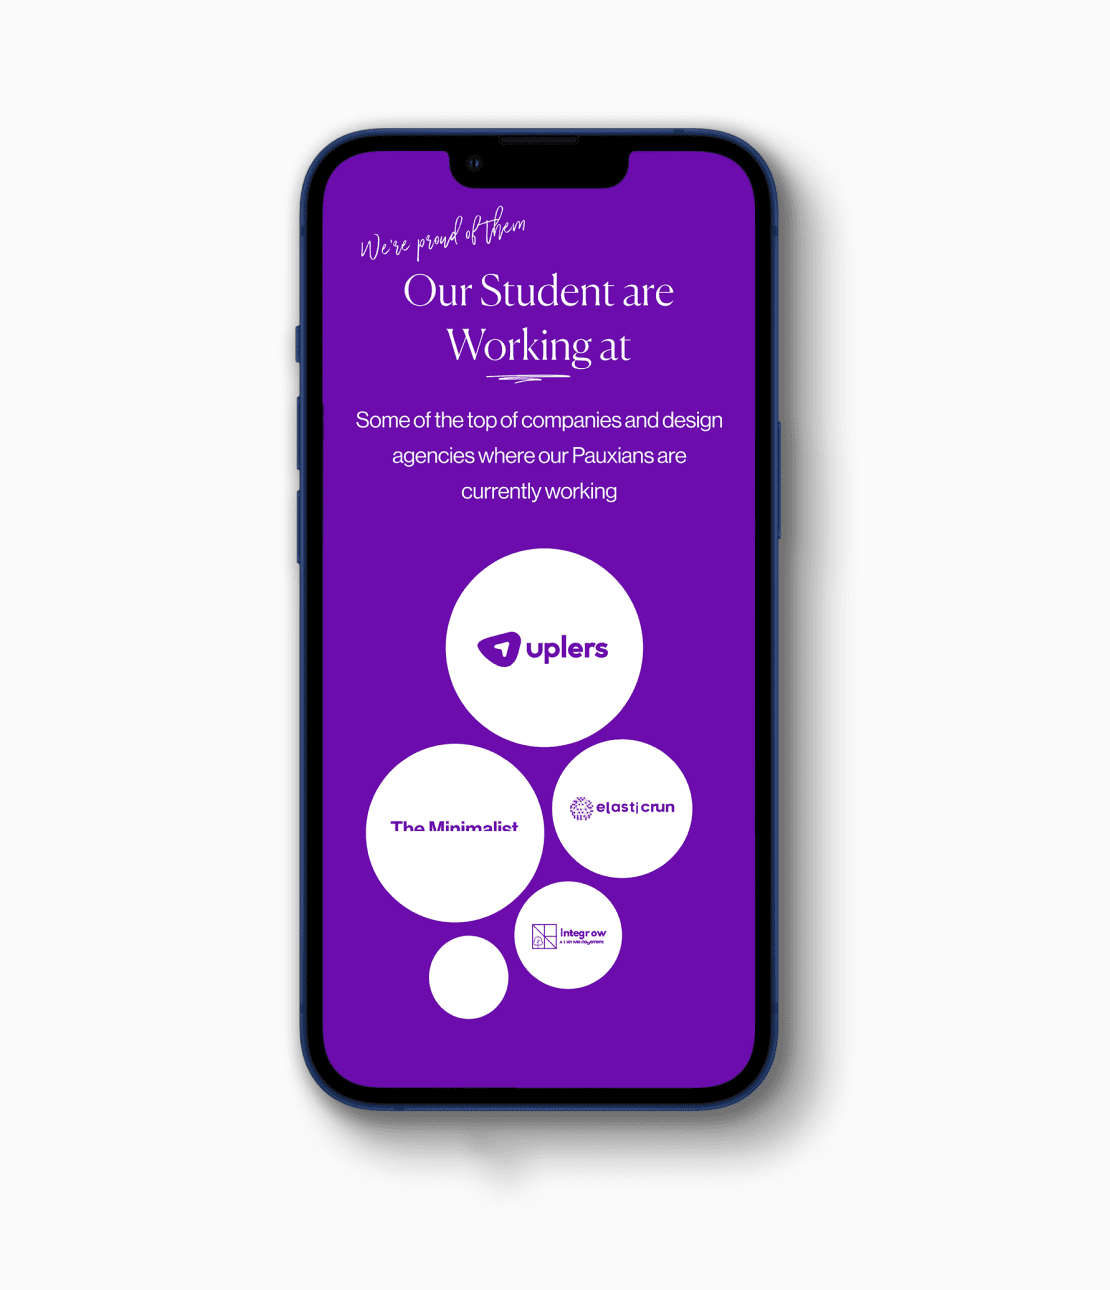 We're proud of them
Our Student are
Working at
Some of the top of companies and design
agencies where our Pauxians are
currently working
uplers
The Minimalist
elasticrun
Integrow